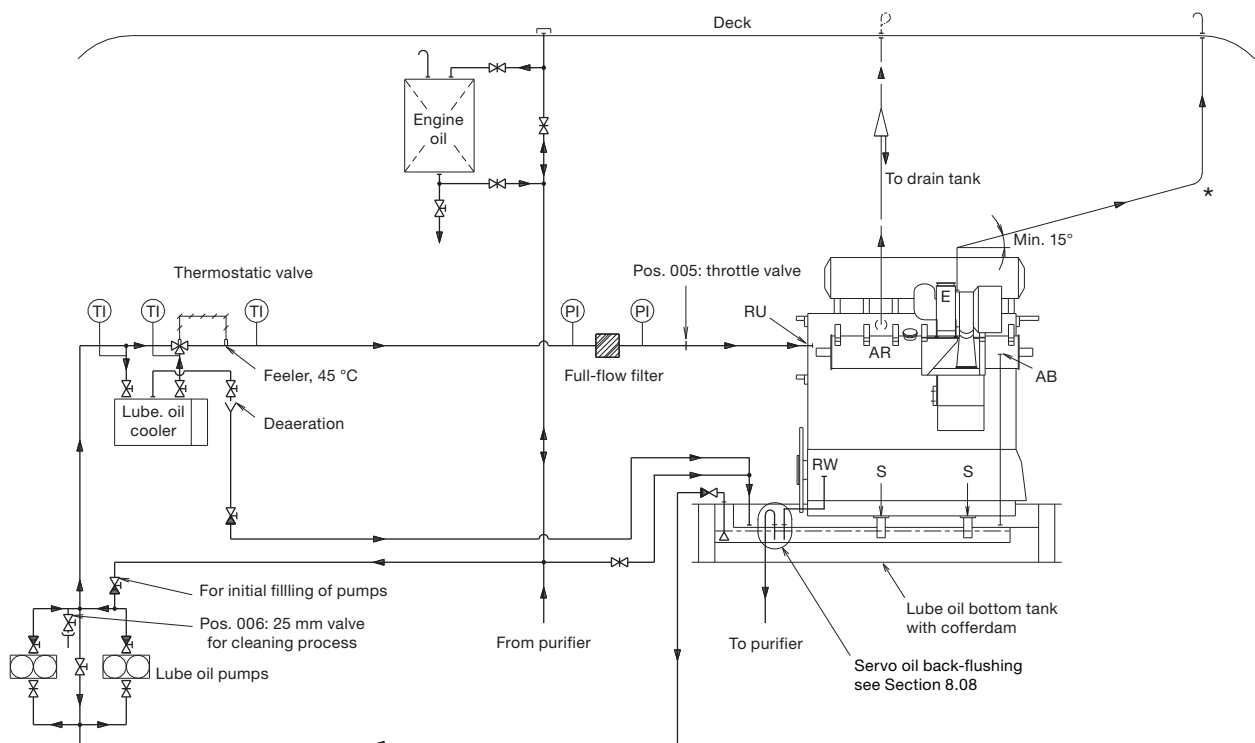 Deck
Engine
oil
To drain tank
*
Min. 15°
Thermostatic valve
Pos. 005: throttle valve
TI
TI
TI
PI
PI
RU
E
AR
AB
Feeler, 45 °C
Full-flow filter
Lube. oil
cooler
Deaeration
RW
S
S
For initial fillling of pumps
Pos. 006: 25 mm valve
for cleaning process
From purifier
To purifier
Lube oil bottom tank
with cofferdam
Lube oil pumps
Servo oil back-flushing
see Section 8.08